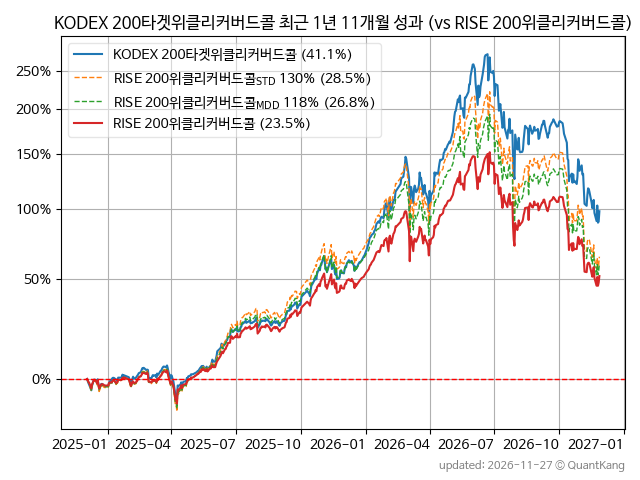 KODEX 200타겟위클리커버드콜 최근 1년 11개월 성과 (vs RISE 200위클리커버드콜)
KODEX 200타겟위클리커버드콜 (41.1%)
RISE 200위클리커버드콜STD 130% (28.5%)
RISE 200위클리커버드콜MDD 118% (26.8%)
RISE 200위클리커버드콜 (23.5%)
250%
200%
150%
100%
50%
0%
2025-01 2025-04 2025-07 2025-10 2026-01 2026-04 2026-07 2026-10 2027-01
updated: 2026-11-27 © QuantKang